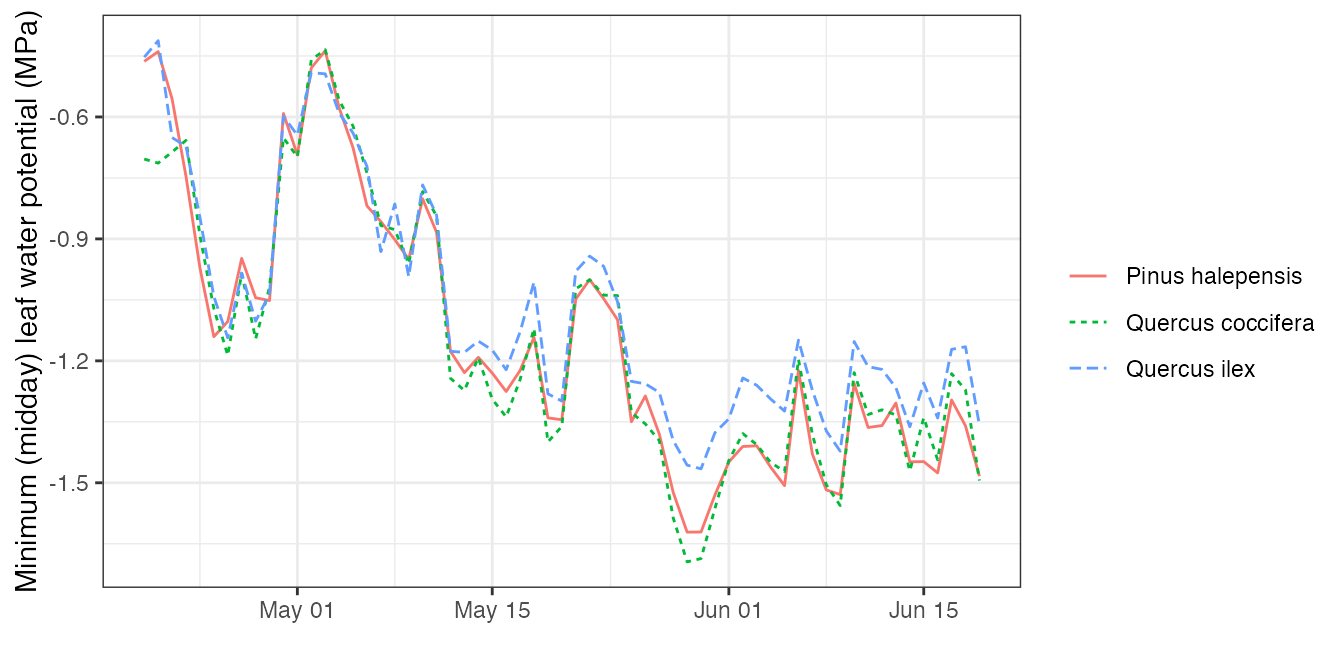 Minimum (midday) leaf water potential (MPa)
-0.6
-0.9
-1.2
-1.5
May 01
May 15
Jun 01
Jun 15
Pinus halepensis
Quercus coccifera
Quercus ilex